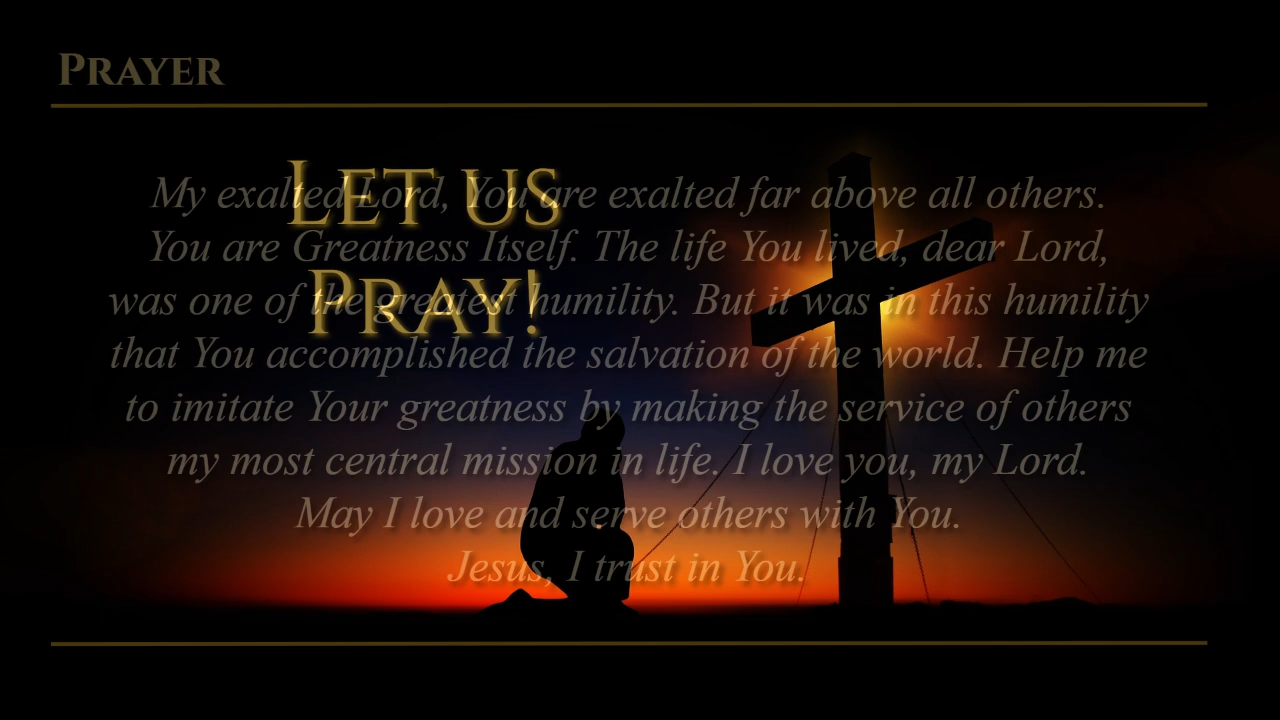 Prayer
Let us
Pray!
My exalted Lord, You are exalted far above all others.
You are Greatness Itself. The life You lived, dear Lord,
was one of the greatest humility. But it was in this humility
that You accomplished the salvation of the world. Help me
to imitate Your greatness by making the service of others
my most central mission in life. I love you, my Lord.
May I love and serve others with You.
Jesus, I trust in You.